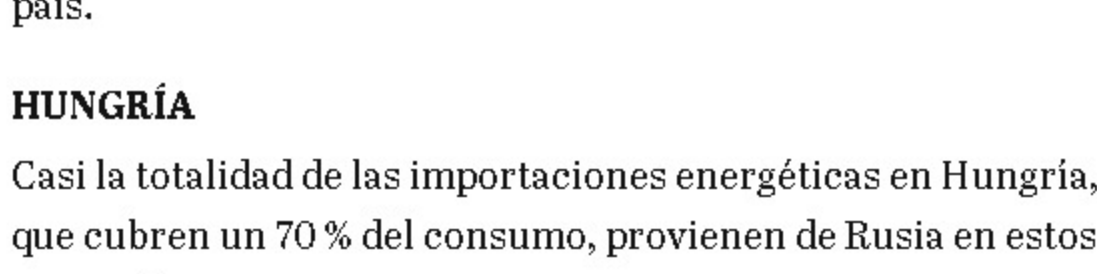 país.
HUNGRÍA
Casi la totalidad de las importaciones energéticas en Hungría,
que cubren un 70 % del consumo, provienen de Rusia en estos